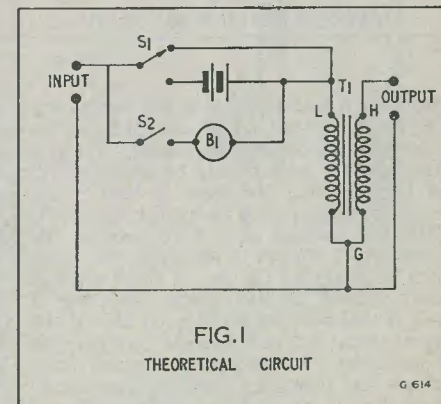 S1
INPUT
T1
OUTPUT
L
H
S2
B1
G
FIG.1
THEORETICAL CIRCUIT
G 614